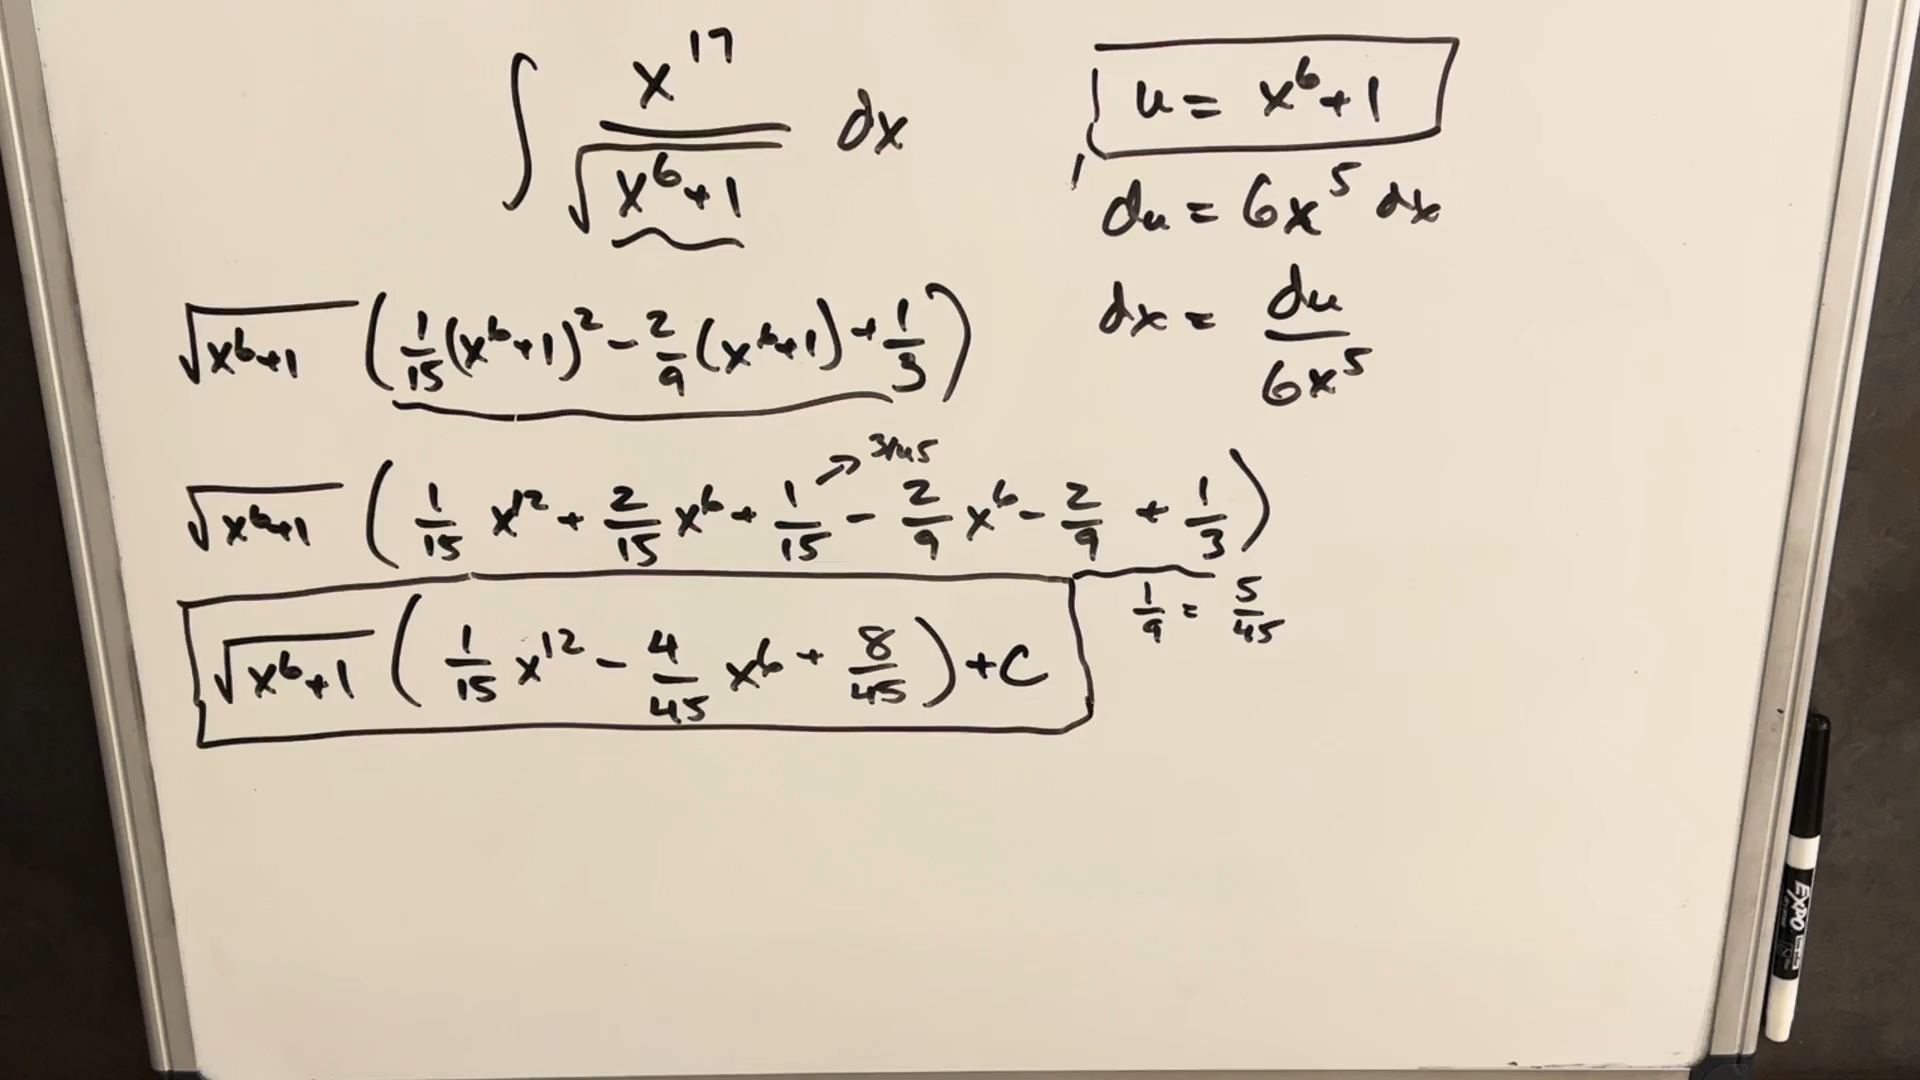 ∫ x^17 / √(x^6+1) dx
u = x^6+1
du = 6x^5 dx
dx = du / 6x^5
√(x^6+1) (1/15 (x^6+1)^2 - 2/9 (x^6+1) + 1/3)
→ 3/45
√(x^6+1) (1/15 x^12 + 2/15 x^6 + 1/15 - 2/9 x^6 - 2/9 + 1/3)
1/9 = 5/45
√(x^6+1) (1/15 x^12 - 4/45 x^6 + 8/45) + C
EXPO